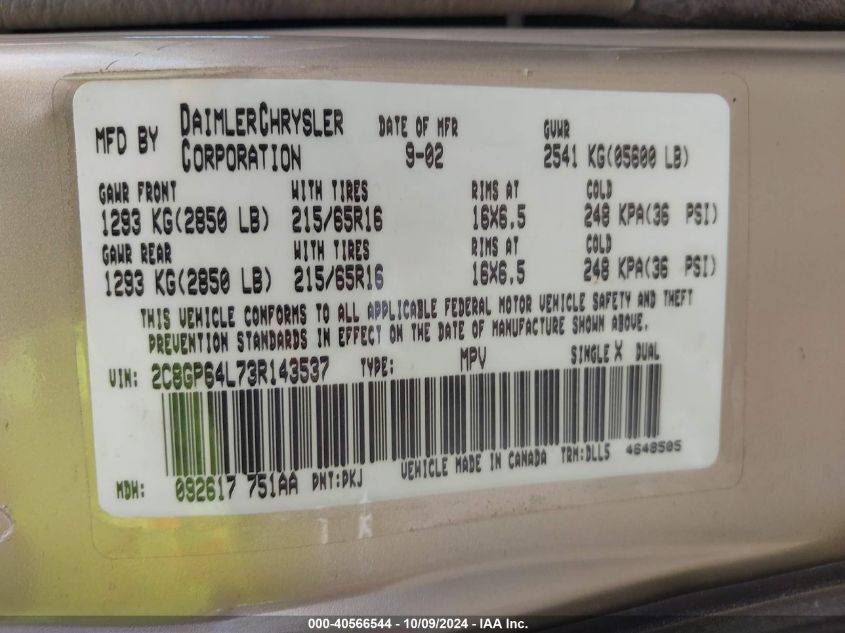 MFD BY DAIMLERCHRYSLER CORPORATION
DATE OF MFR 9-02
GVWR 2541 KG(05600 LB)
GAWR FRONT WITH TIRES RIMS AT COLD
1293 KG(2850 LB) 215/65R16 16X6.5 248 KPA(36 PSI)
GAWR REAR WITH TIRES RIMS AT COLD
1293 KG(2850 LB) 215/65R16 16X6.5 248 KPA(36 PSI)
THIS VEHICLE CONFORMS TO ALL APPLICABLE FEDERAL MOTOR VEHICLE SAFETY AND THEFT
PREVENTION STANDARDS IN EFFECT ON THE DATE OF MANUFACTURE SHOWN ABOVE.
VIN: 2C8GP64L73R143537 TYPE: MPV SINGLE X DUAL
MDH: 092617 751AA PNT:PKJ VEHICLE MADE IN CANADA TRM:DLL5 4648505
000-40566544 | 10/09/2024 | IAA Inc.